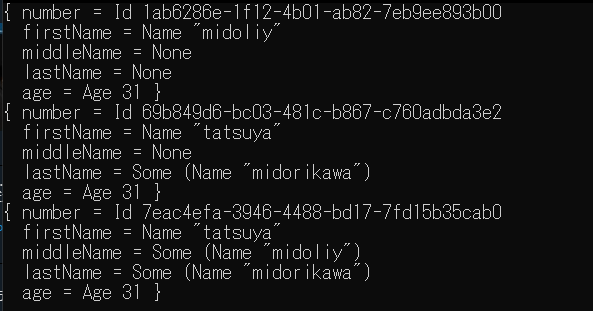 { number = Id 1ab6286e-1f12-4b01-ab82-7eb9ee893b00
firstName = Name "midoliy"
middleName = None
lastName = None
age = Age 31 }
{ number = Id 69b849d6-bc03-481c-b867-c760adbda3e2
firstName = Name "tatsuya"
middleName = None
lastName = Some (Name "midorikawa")
age = Age 31 }
{ number = Id 7eac4efa-3946-4488-bd17-7fd15b35cab0
firstName = Name "tatsuya"
middleName = Some (Name "midoliy")
lastName = Some (Name "midorikawa")
age = Age 31 }